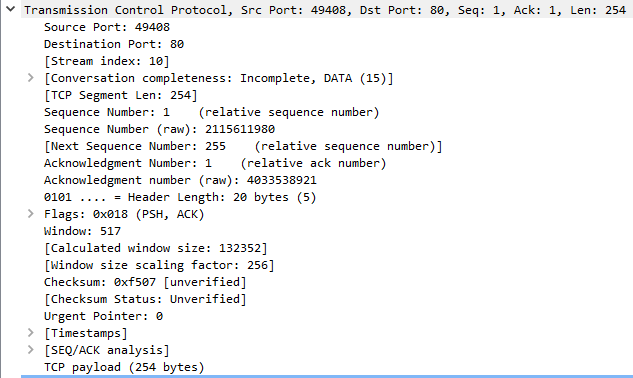 Transmission Control Protocol, Src Port: 49408, Dst Port: 80, Seq: 1, Ack: 1, Len: 254
Source Port: 49408
Destination Port: 80
[Stream index: 10]
[Conversation completeness: Incomplete, DATA (15)]
[TCP Segment Len: 254]
Sequence Number: 1    (relative sequence number)
Sequence Number (raw): 2115611980
[Next Sequence Number: 255    (relative sequence number)]
Acknowledgment Number: 1    (relative ack number)
Acknowledgment number (raw): 4033538921
0101 .... = Header Length: 20 bytes (5)
Flags: 0x018 (PSH, ACK)
Window: 517
[Calculated window size: 132352]
[Window size scaling factor: 256]
Checksum: 0xf507 [unverified]
[Checksum Status: Unverified]
Urgent Pointer: 0
[Timestamps]
[SEQ/ACK analysis]
TCP payload (254 bytes)